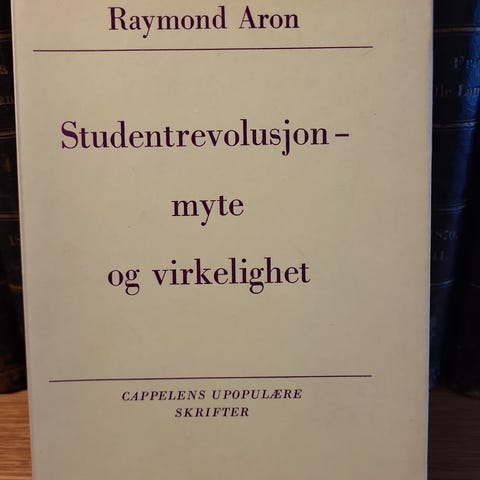 Raymond Aron
Studentrevolusjon –
myte
og virkelighet
CAPPELENS UPOPULÆRE
SKRIFTER